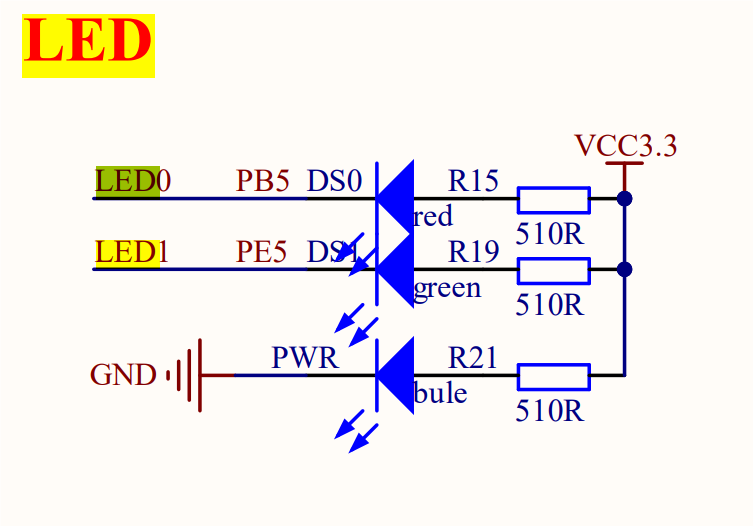 LED
VCC3.3
LED0 PB5 DS0 R15
red
510R
LED1 PE5 DS1 R19
green
510R
PWR R21
GND
bule
510R